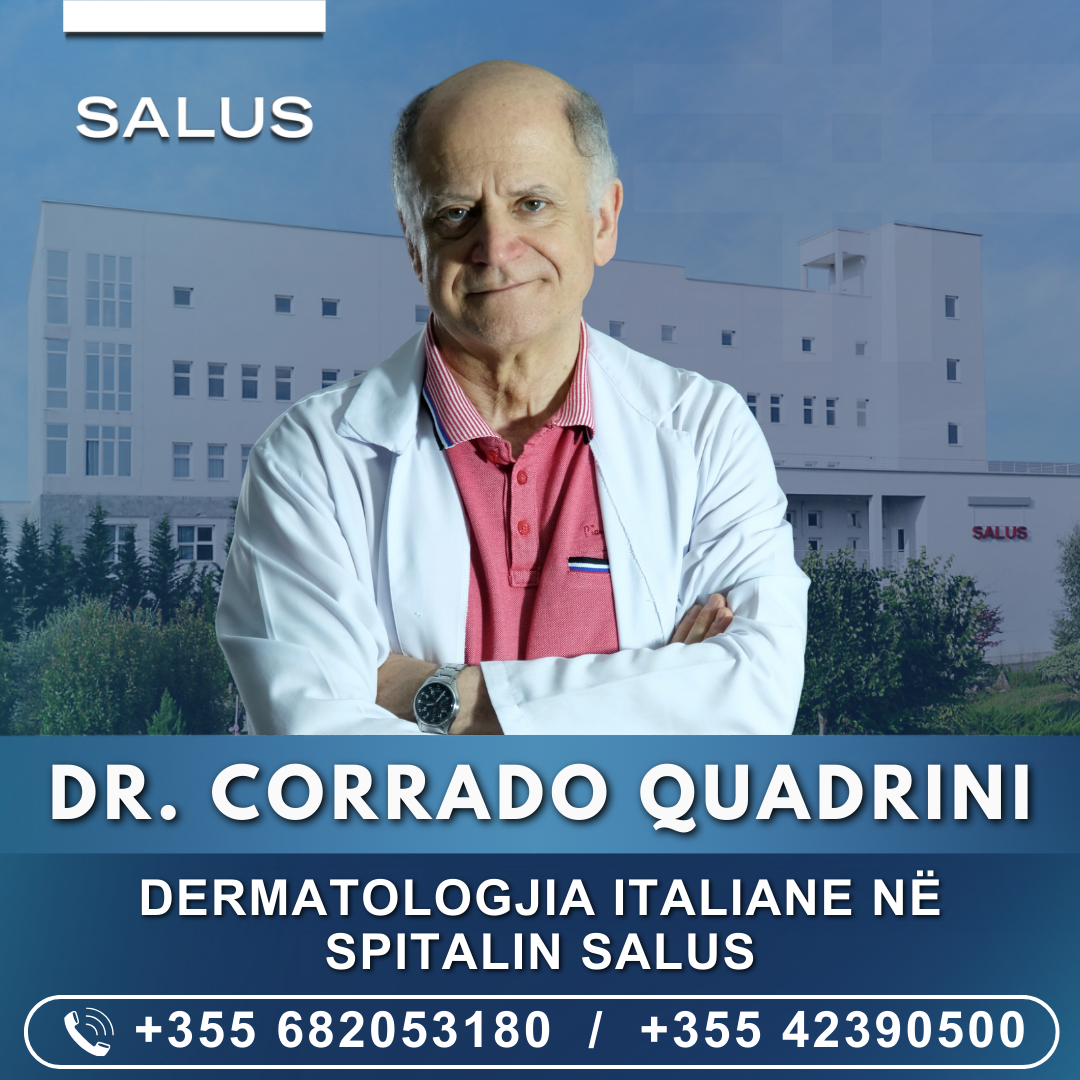 SALUS
SALUS
DR. CORRADO QUADRINI
DERMATOLOGJIA ITALIANE NË
SPITALIN SALUS
+355 682053180 / +355 42390500